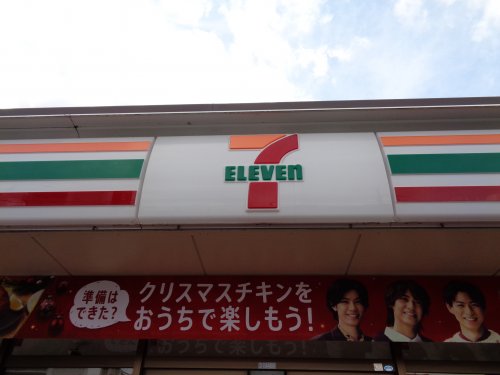 7
ELEVEn
準備は
できた?
クリスマスチキンを
おうちで楽しもう!